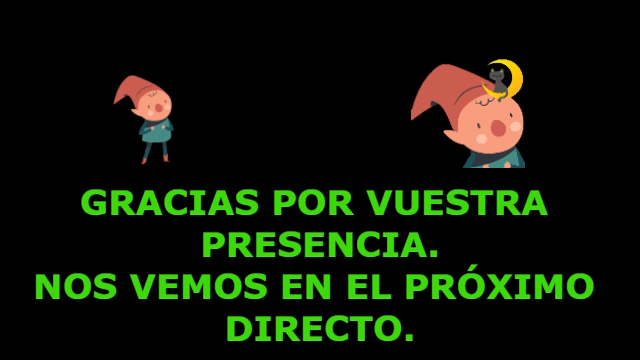 GRACIAS POR VUESTRA
PRESENCIA.
NOS VEMOS EN EL PRÓXIMO
DIRECTO.